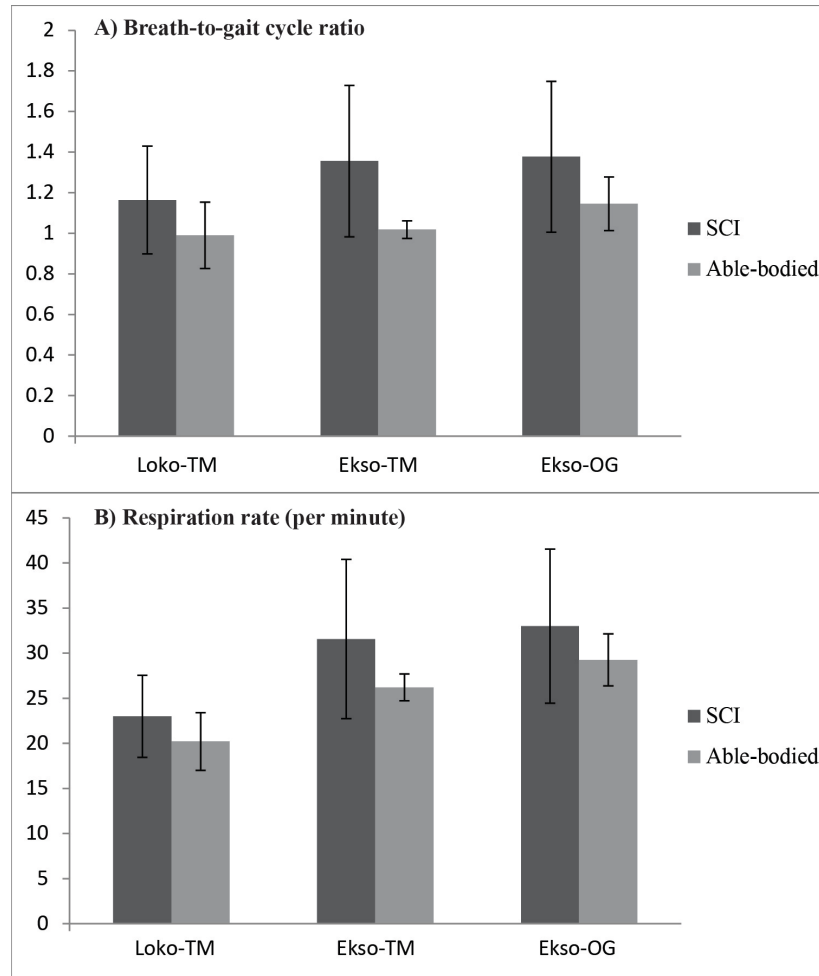 A) Breath-to-gait cycle ratio
2
1.8
1.6
1.4
1.2
1
0.8
0.6
0.4
0.2
0
SCI
Able-bodied
Loko-TM Ekso-TM Ekso-OG
B) Respiration rate (per minute)
45
40
35
30
25
20
15
10
5
0
SCI
Able-bodied
Loko-TM Ekso-TM Ekso-OG